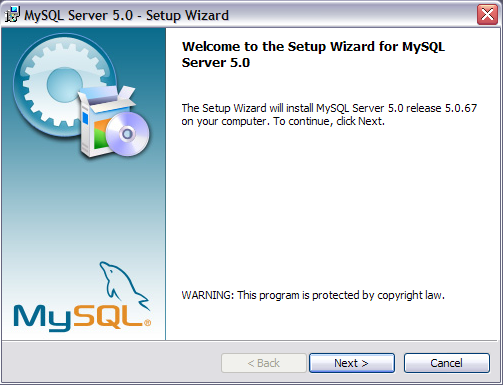 MySQL Server 5.0 - Setup Wizard
Welcome to the Setup Wizard for MySQL
Server 5.0
The Setup Wizard will install MySQL Server 5.0 release 5.0.67
on your computer. To continue, click Next.
WARNING: This program is protected by copyright law.
MySQL®
< Back
Next >
Cancel